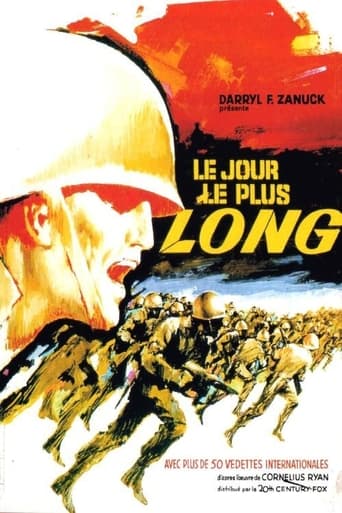 DARRYL F. ZANUCK
présente
LE JOUR
LE PLUS
LONG
AVEC PLUS DE 50 VEDETTES INTERNATIONALES
d'après l'œuvre de CORNELIUS RYAN
distribué par la 20th CENTURY-FOX